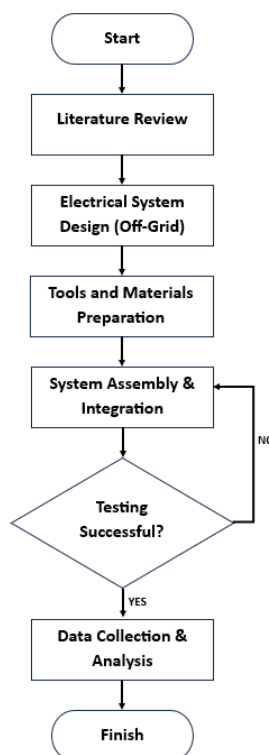 Start
Literature Review
Electrical System
Design (Off-Grid)
Tools and Materials
Preparation
System Assembly &
Integration
NO
Testing
Successful?
YES
Data Collection &
Analysis
Finish